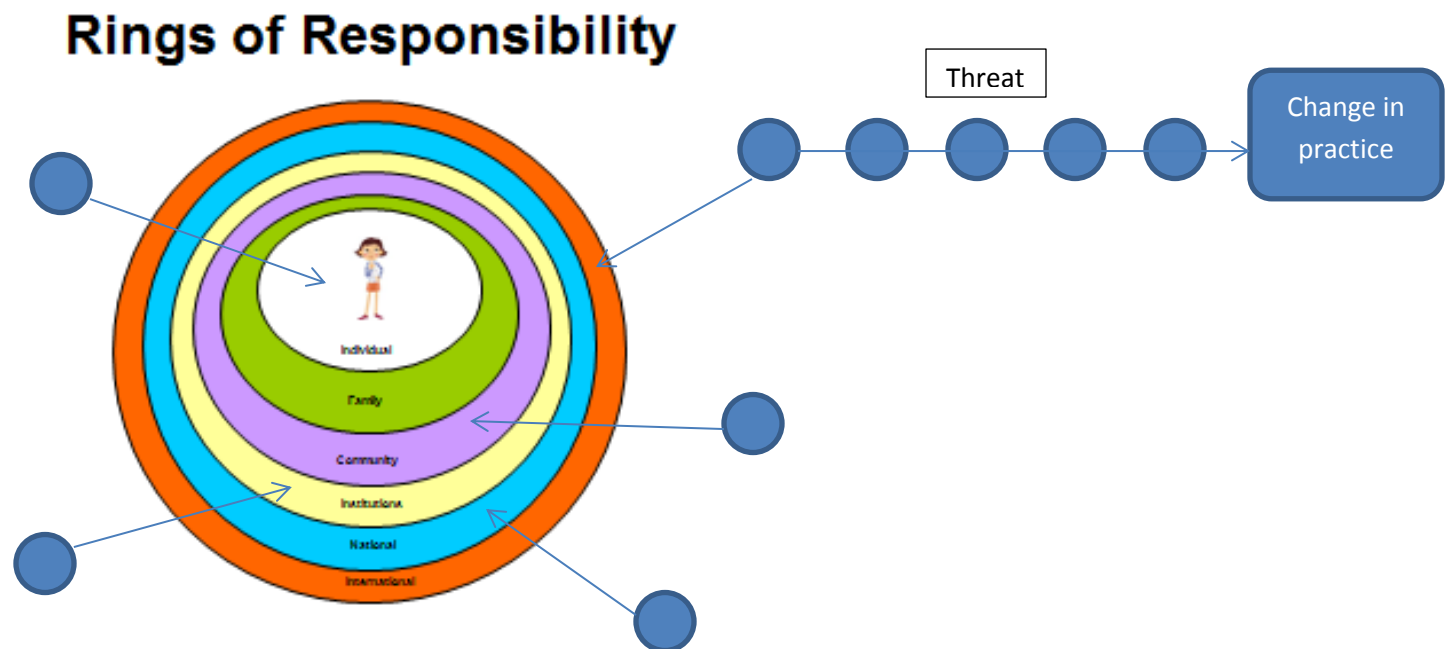 Rings of Responsibility
Threat
Change in
practice
Individual
Family
Community
Institutions
National
International